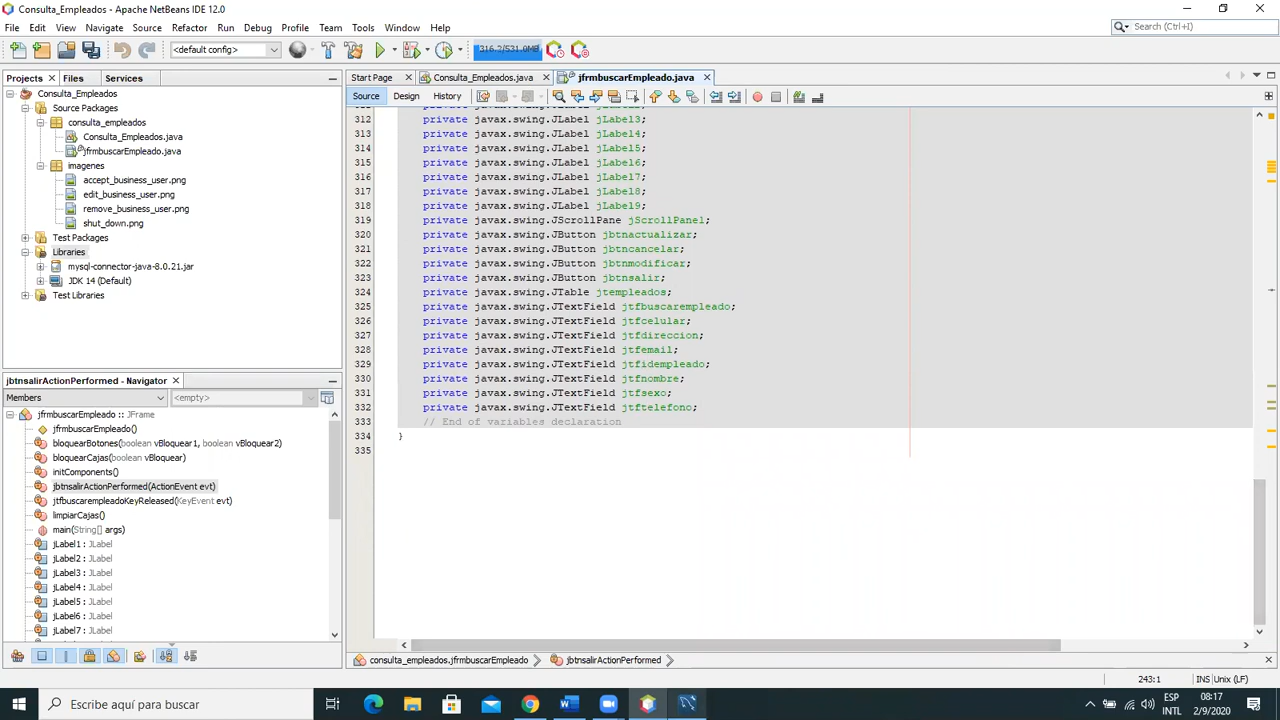 Consulta_Empleados - Apache NetBeans IDE 12.0
File Edit View Navigate Source Refactor Run Debug Profile Team Tools Window Help
Search (Ctrl+I)
<default config>
316.2/531.0MB
Projects Files Services
Start Page Consulta_Empleados.java jfrmbuscarEmpleado.java
Source Design History
Consulta_Empleados
Source Packages
consulta_empleados
Consulta_Empleados.java
jfrmbuscarEmpleado.java
imagenes
accept_business_user.png
edit_business_user.png
remove_business_user.png
shut_down.png
Test Packages
Libraries
mysql-connector-java-8.0.21.jar
JDK 14 (Default)
Test Libraries
312 private javax.swing.JLabel jLabel3;
313 private javax.swing.JLabel jLabel4;
314 private javax.swing.JLabel jLabel5;
315 private javax.swing.JLabel jLabel6;
316 private javax.swing.JLabel jLabel7;
317 private javax.swing.JLabel jLabel8;
318 private javax.swing.JLabel jLabel9;
319 private javax.swing.JScrollPane jScrollPane1;
320 private javax.swing.JButton jbtnactualizar;
321 private javax.swing.JButton jbtncancelar;
322 private javax.swing.JButton jbtnmodificar;
323 private javax.swing.JButton jbtnsalir;
324 private javax.swing.JTable jtempleados;
325 private javax.swing.JTextField jtfbuscarempleado;
326 private javax.swing.JTextField jtfcelular;
327 private javax.swing.JTextField jtfdireccion;
328 private javax.swing.JTextField jtfemail;
329 private javax.swing.JTextField jtfidempleado;
330 private javax.swing.JTextField jtfnombre;
331 private javax.swing.JTextField jtfsexo;
332 private javax.swing.JTextField jtftelefono;
333 // End of variables declaration
334 }
335
jbtnsalirActionPerformed - Navigator
Members <empty>
jfrmbuscarEmpleado :: JFrame
jfrmbuscarEmpleado()
bloquearBotones(boolean vBloquear1, boolean vBloquear2)
bloquearCajas(boolean vBloquear)
initComponents()
jbtnsalirActionPerformed(ActionEvent evt)
jtfbuscarempleadoKeyReleased(KeyEvent evt)
limpiarCajas()
main(String[] args)
jLabel1 : JLabel
jLabel2 : JLabel
jLabel3 : JLabel
jLabel4 : JLabel
jLabel5 : JLabel
jLabel6 : JLabel
jLabel7 : JLabel
consulta_empleados.jfrmbuscarEmpleado jbtnsalirActionPerformed
243:1 INS Unix (LF)
Escribe aquí para buscar
ESP
INTL
08:17
2/9/2020